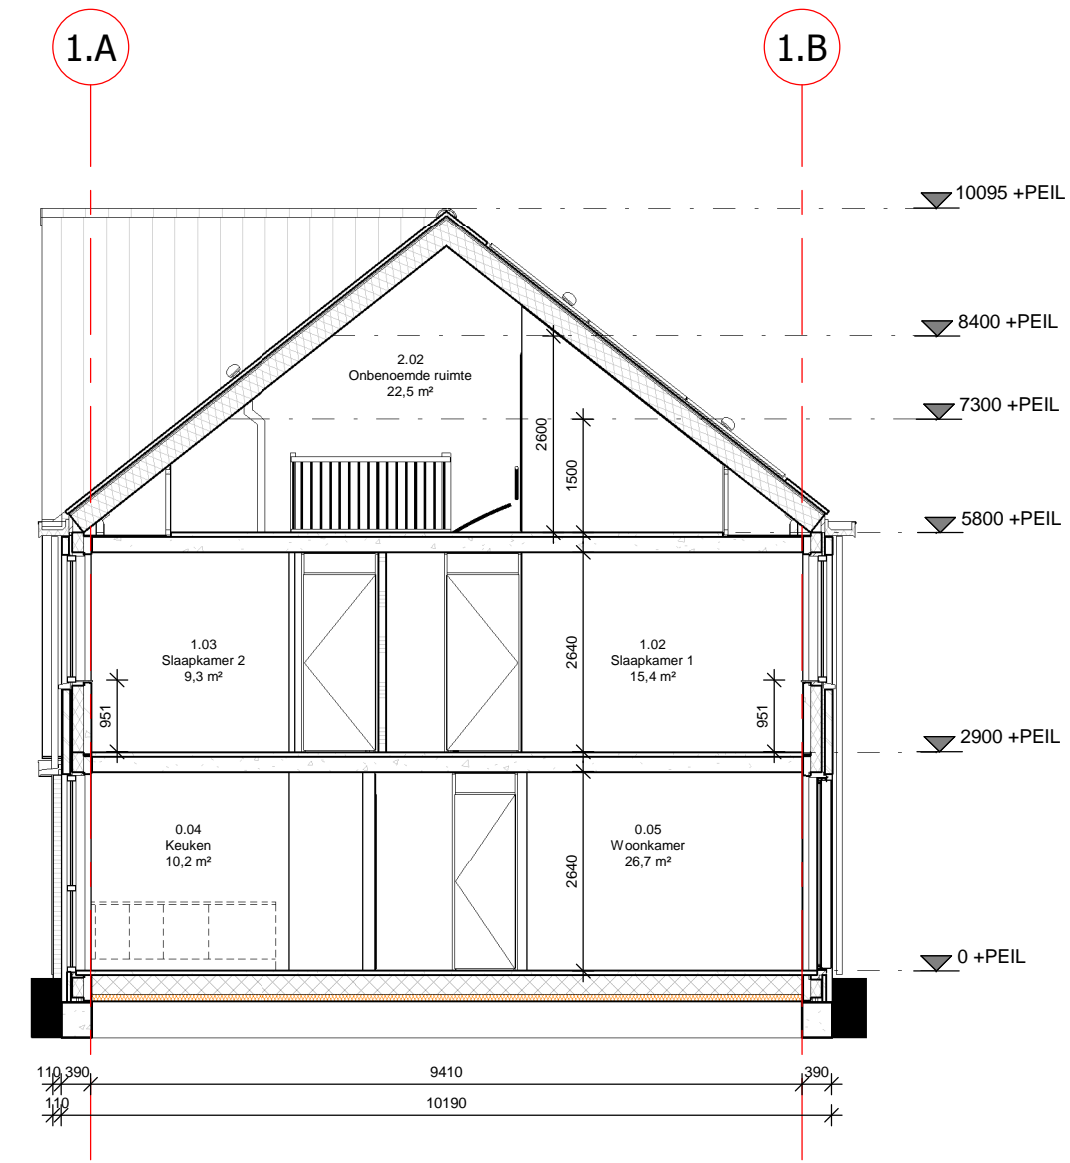 1.A
1.B
10095 +PEIL
8400 +PEIL
2.02
Onbenoemde ruimte
22,5 m²
7300 +PEIL
2600
1500
5800 +PEIL
1.03
Slaapkamer 2
9,3 m²
1.02
Slaapkamer 1
15,4 m²
2640
951
951
2900 +PEIL
0.04
Keuken
10,2 m²
0.05
Woonkamer
26,7 m²
2640
0 +PEIL
110 390 9410 390
110 10190